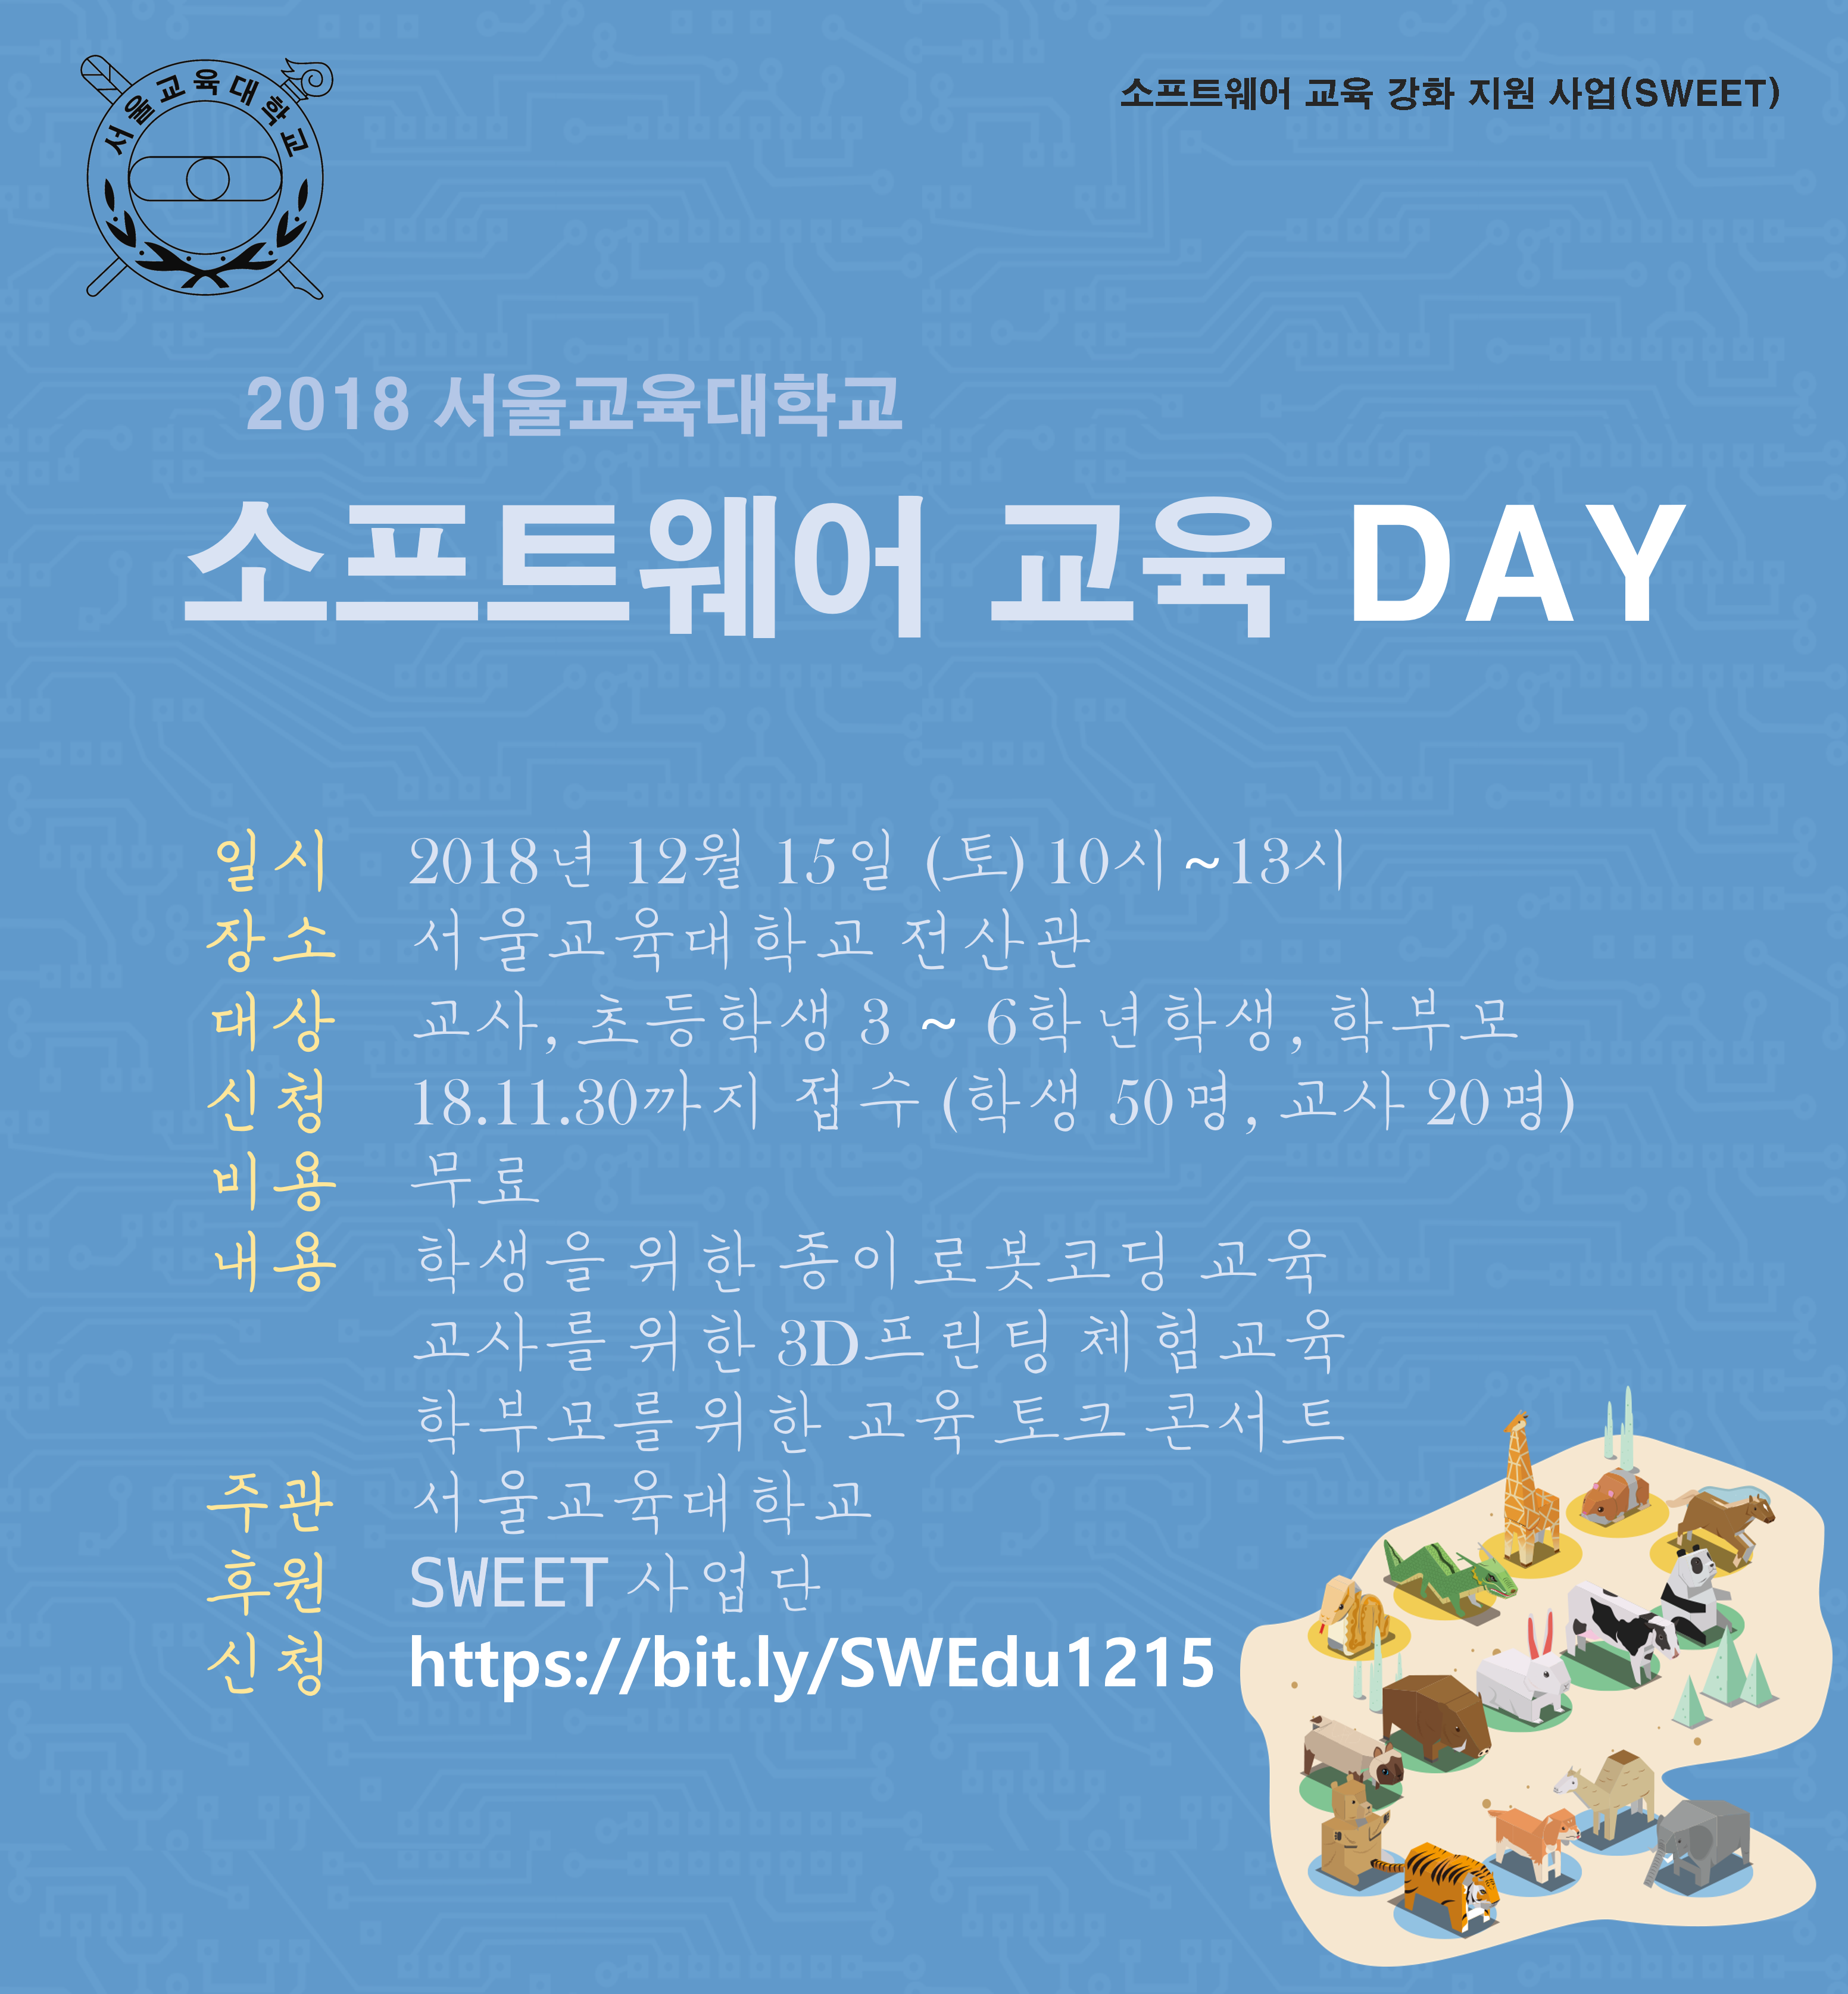 서울교육대학교
소프트웨어 교육 강화 지원 사업(SWEET)
2018 서울교육대학교
소프트웨어 교육 DAY
일시 2018년 12월 15일 (토) 10시 ~13시
장소 서울교육대학교 전산관
대상 교사, 초등학생 3 ~ 6학년학생, 학부모
신청 18.11.30까지 접수 (학생 50명, 교사 20명)
비용 무료
내용 학생을 위한 종이로봇코딩 교육
교사를 위한 3D프린팅 체험교육
학부모를 위한 교육 토크 콘서트
주관 서울교육대학교
후원 SWEET 사업단
신청 https://bit.ly/SWEdu1215